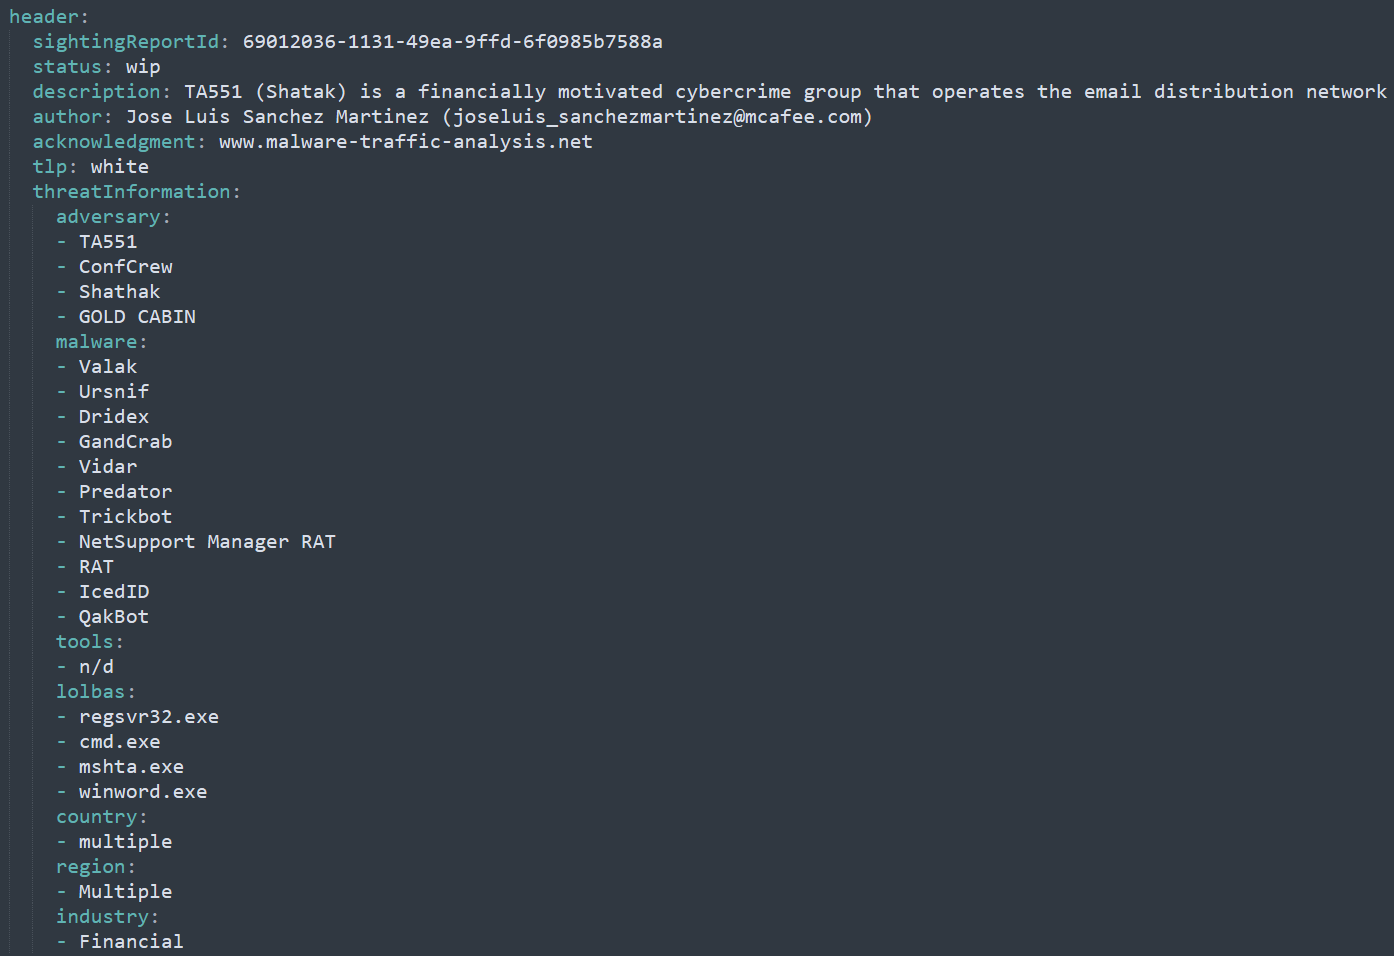 header:
sightingReportId: 69012036-1131-49ea-9ffd-6f0985b7588a
status: wip
description: TA551 (Shatak) is a financially motivated cybercrime group that operates the email distribution network
author: Jose Luis Sanchez Martinez (joseluis_sanchezmartinez@mcafee.com)
acknowledgment: www.malware-traffic-analysis.net
tlp: white
threatInformation:
adversary:
- TA551
- ConfCrew
- Shathak
- GOLD CABIN
malware:
- Valak
- Ursnif
- Dridex
- GandCrab
- Vidar
- Predator
- Trickbot
- NetSupport Manager RAT
- RAT
- IcedID
- QakBot
tools:
- n/d
lolbas:
- regsvr32.exe
- cmd.exe
- mshta.exe
- winword.exe
country:
- multiple
region:
- Multiple
industry:
- Financial